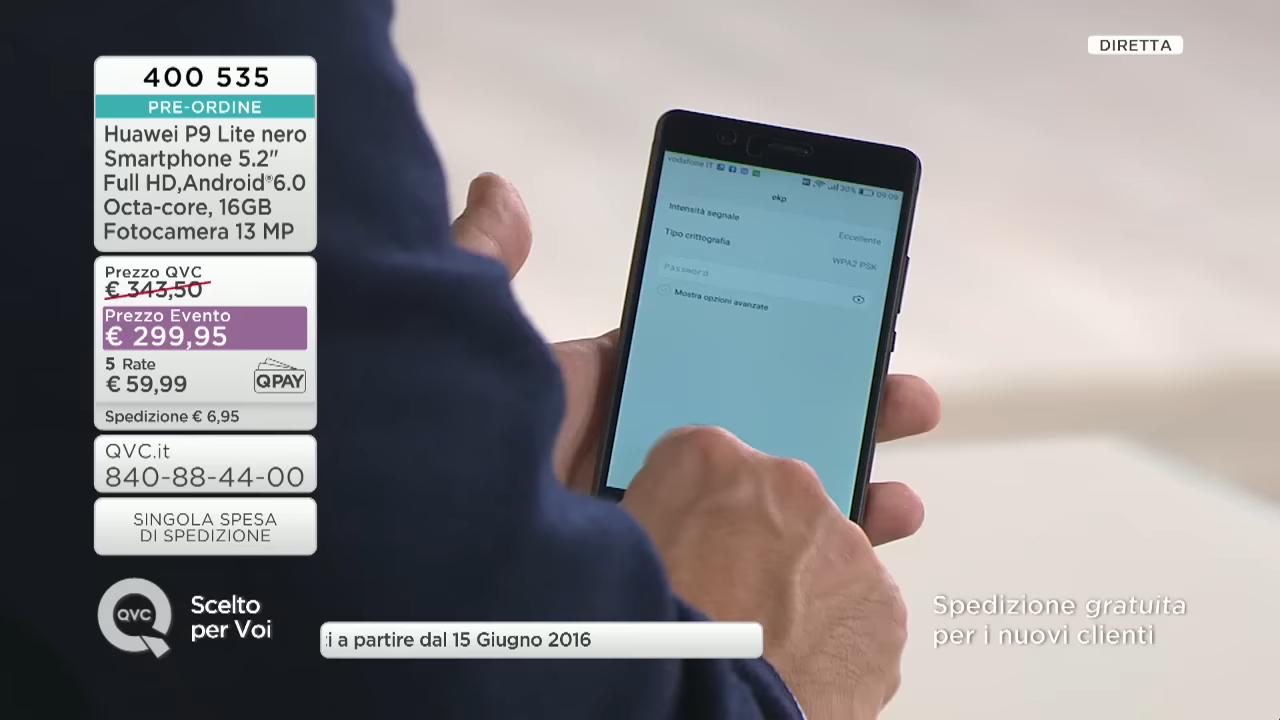 DIRETTA
400 535
PRE-ORDINE
Huawei P9 Lite nero
Smartphone 5.2"
Full HD,Android®6.0
Octa-core, 16GB
Fotocamera 13 MP
Prezzo QVC
€ 343,50
Prezzo Evento
€ 299,95
5 Rate
€ 59,99
QPAY
Spedizione € 6,95
QVC.it
840-88-44-00
SINGOLA SPESA
DI SPEDIZIONE
QVC
Scelto
per Voi
i a partire dal 15 Giugno 2016
Spedizione gratuita
per i nuovi clienti
vodafone IT 30% 09:09
ekp
Intensità segnale Eccellente
Tipo crittografia WPA2 PSK
Password
Mostra opzioni avanzate